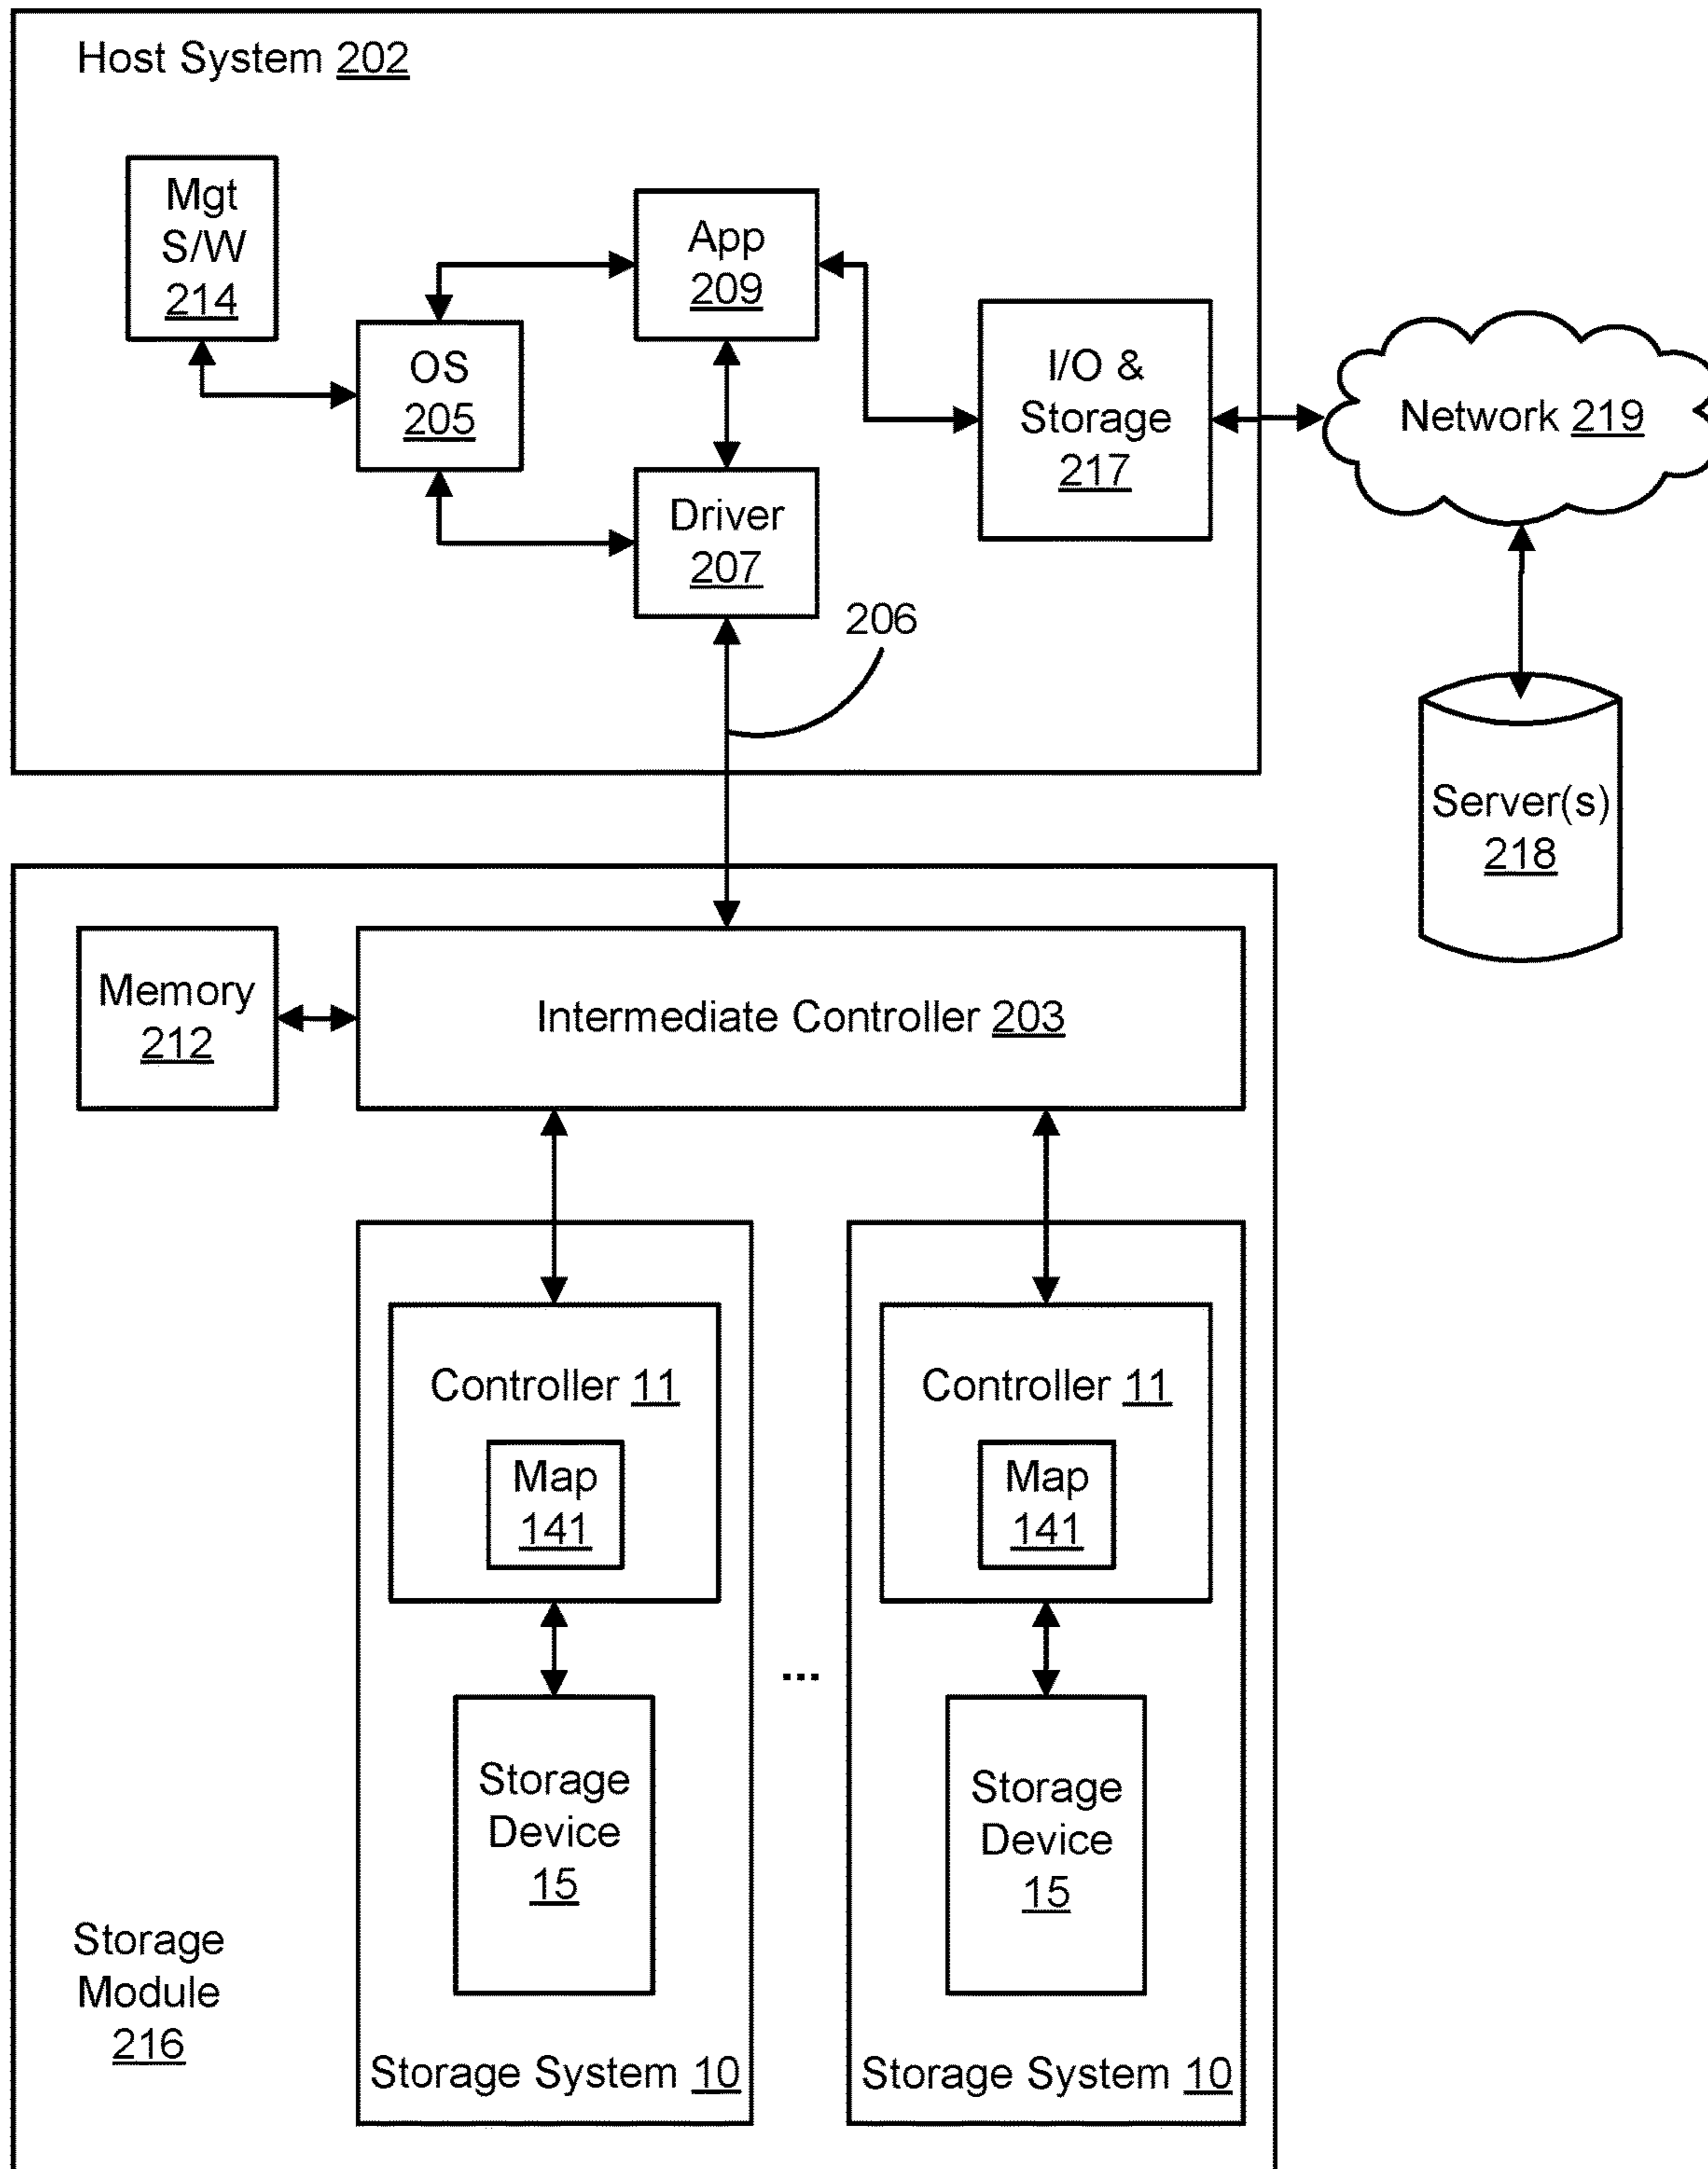 Host System 202
Mgt
S/W
214
App
209
OS
205
I/O &
Storage
217
Network 219
Driver
207
206
Server(s)
218
Memory
212
Intermediate Controller 203
Controller 11
Map
141
Controller 11
Map
141
...
Storage
Device
15
Storage
Device
15
Storage
Module
216
Storage System 10
Storage System 10